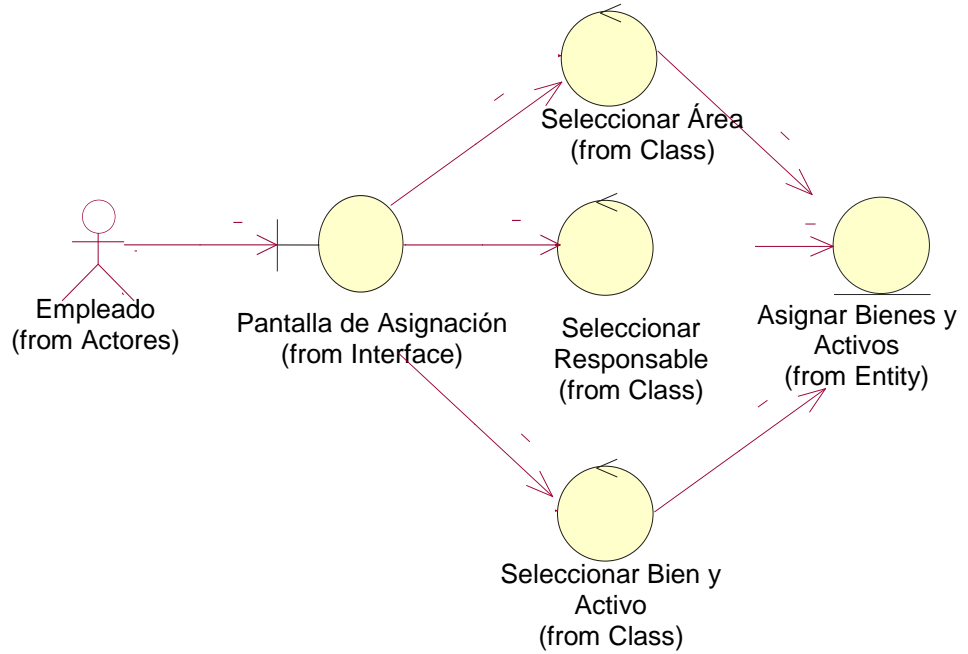 Seleccionar Área
(from Class)
Empleado
(from Actores)
Pantalla de Asignación
(from Interface)
Seleccionar
Responsable
(from Class)
Asignar Bienes y
Activos
(from Entity)
Seleccionar Bien y
Activo
(from Class)